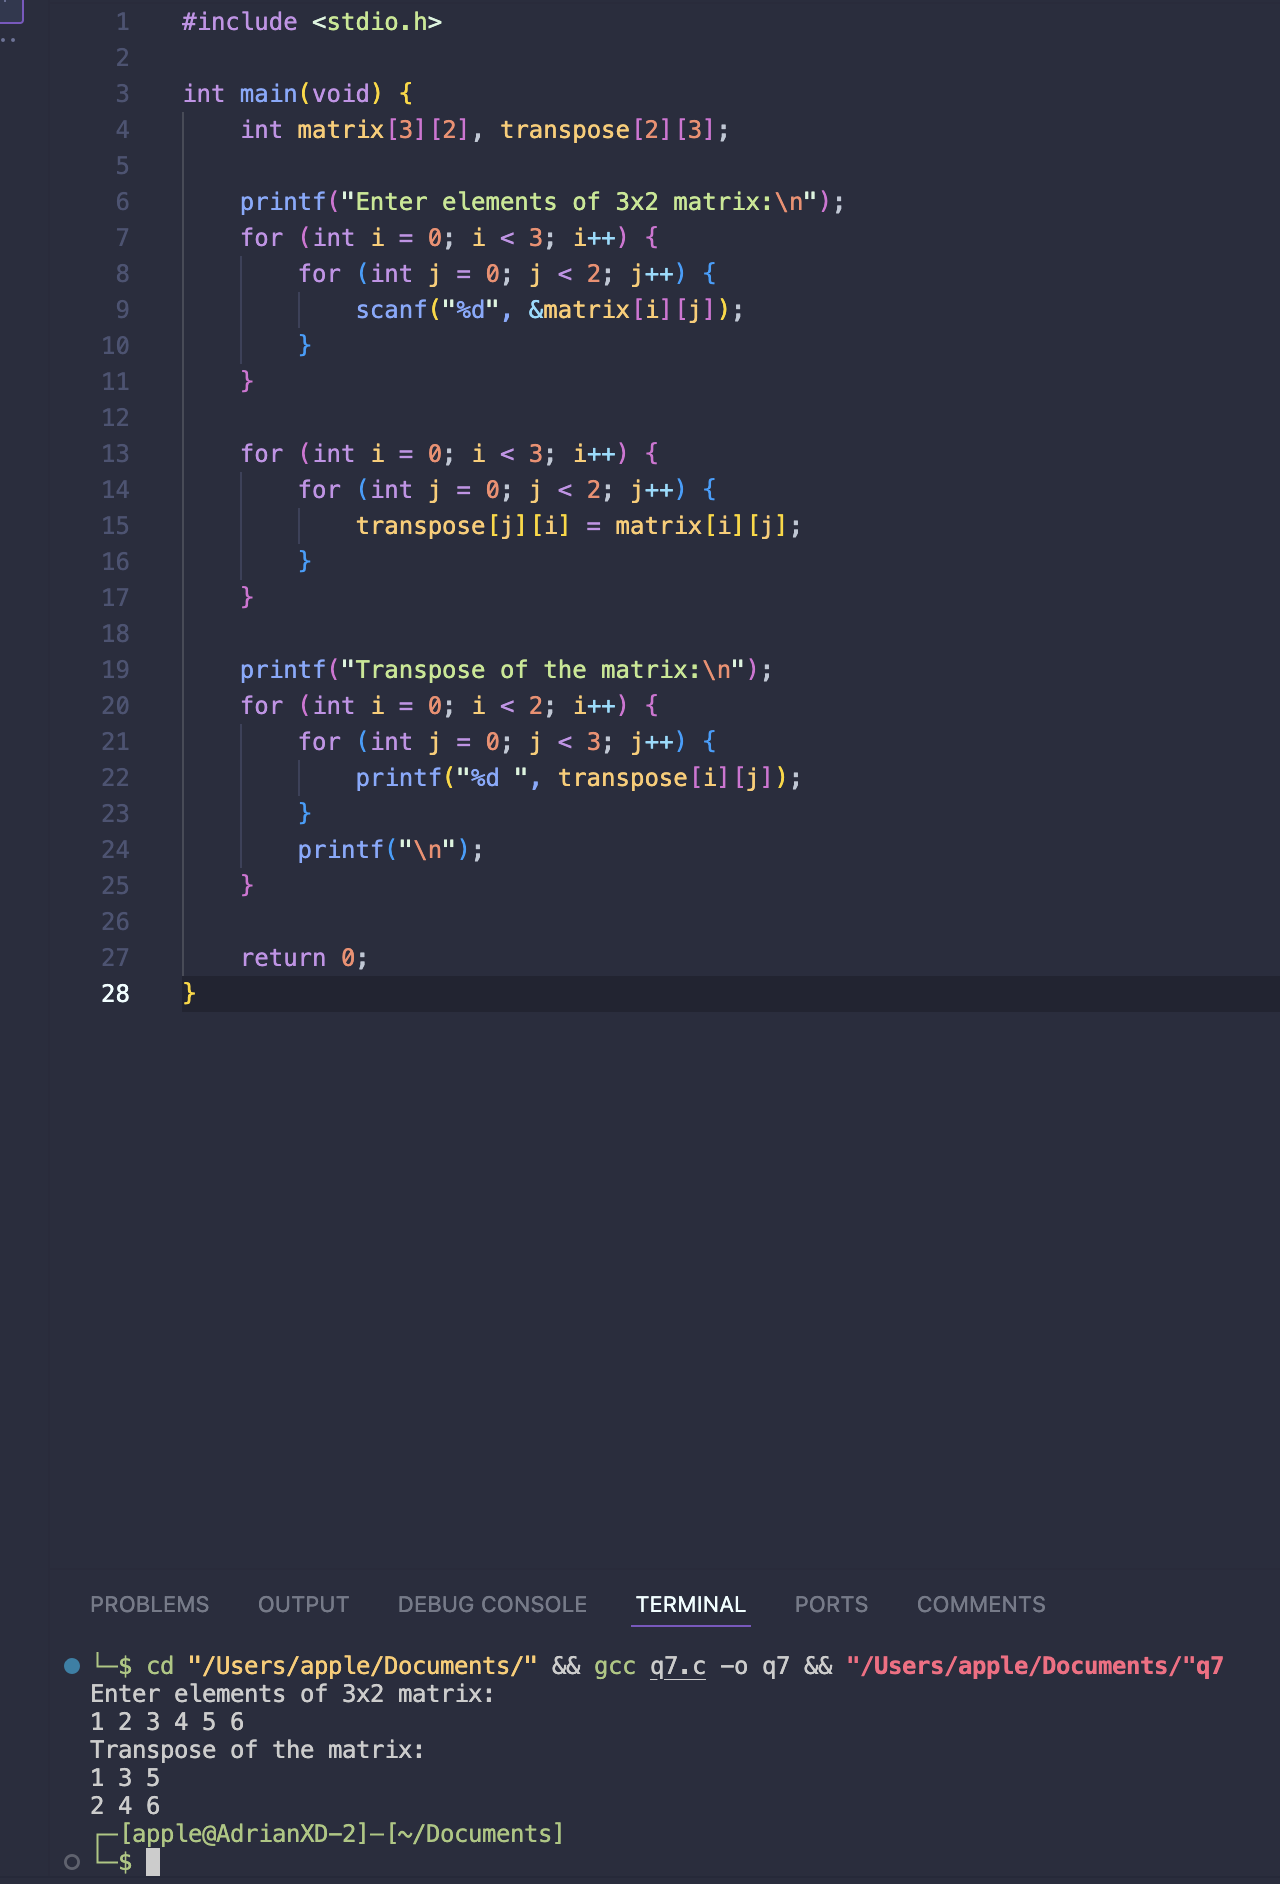 1 #include <stdio.h>
2
3 int main(void) {
4     int matrix[3][2], transpose[2][3];
5
6     printf("Enter elements of 3x2 matrix:\n");
7     for (int i = 0; i < 3; i++) {
8         for (int j = 0; j < 2; j++) {
9             scanf("%d", &matrix[i][j]);
10         }
11     }
12
13     for (int i = 0; i < 3; i++) {
14         for (int j = 0; j < 2; j++) {
15             transpose[j][i] = matrix[i][j];
16         }
17     }
18
19     printf("Transpose of the matrix:\n");
20     for (int i = 0; i < 2; i++) {
21         for (int j = 0; j < 3; j++) {
22             printf("%d ", transpose[i][j]);
23         }
24         printf("\n");
25     }
26
27     return 0;
28 }
PROBLEMS OUTPUT DEBUG CONSOLE TERMINAL PORTS COMMENTS
└─$ cd "/Users/apple/Documents/" && gcc q7.c -o q7 && "/Users/apple/Documents/"q7
Enter elements of 3x2 matrix:
1 2 3 4 5 6
Transpose of the matrix:
1 3 5
2 4 6
┌─[apple@AdrianXD-2]-[~/Documents]
└─$